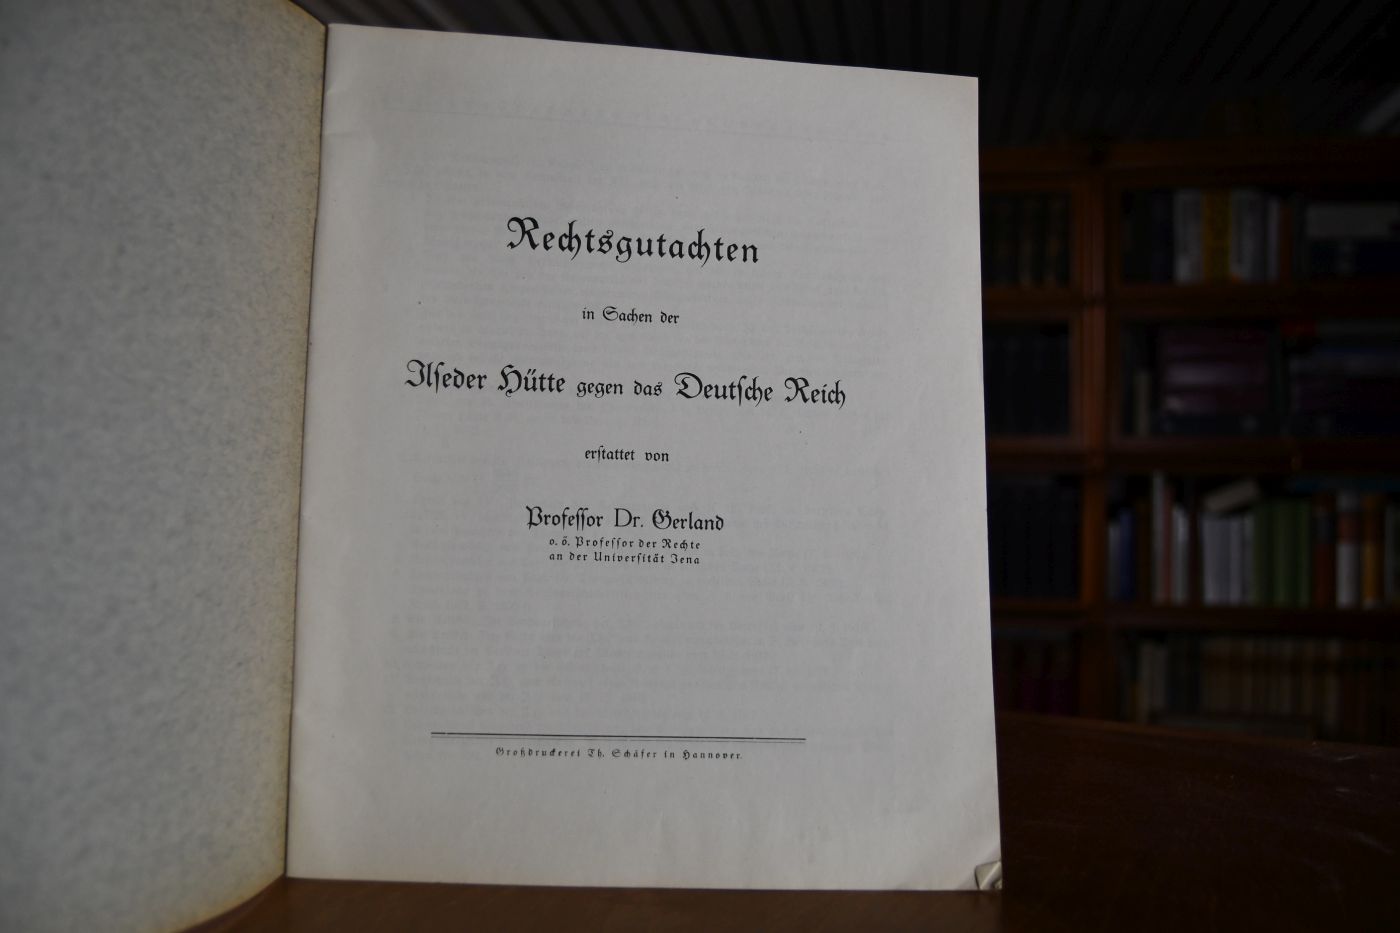 Rechtsgutachten
in Sachen der
Ilseder Hütte gegen das Deutsche Reich
erstattet von
Professor Dr. Gerland
o. ö. Professor der Rechte
an der Universität Jena
Großdruckerei Th. Schäfer in Hannover.